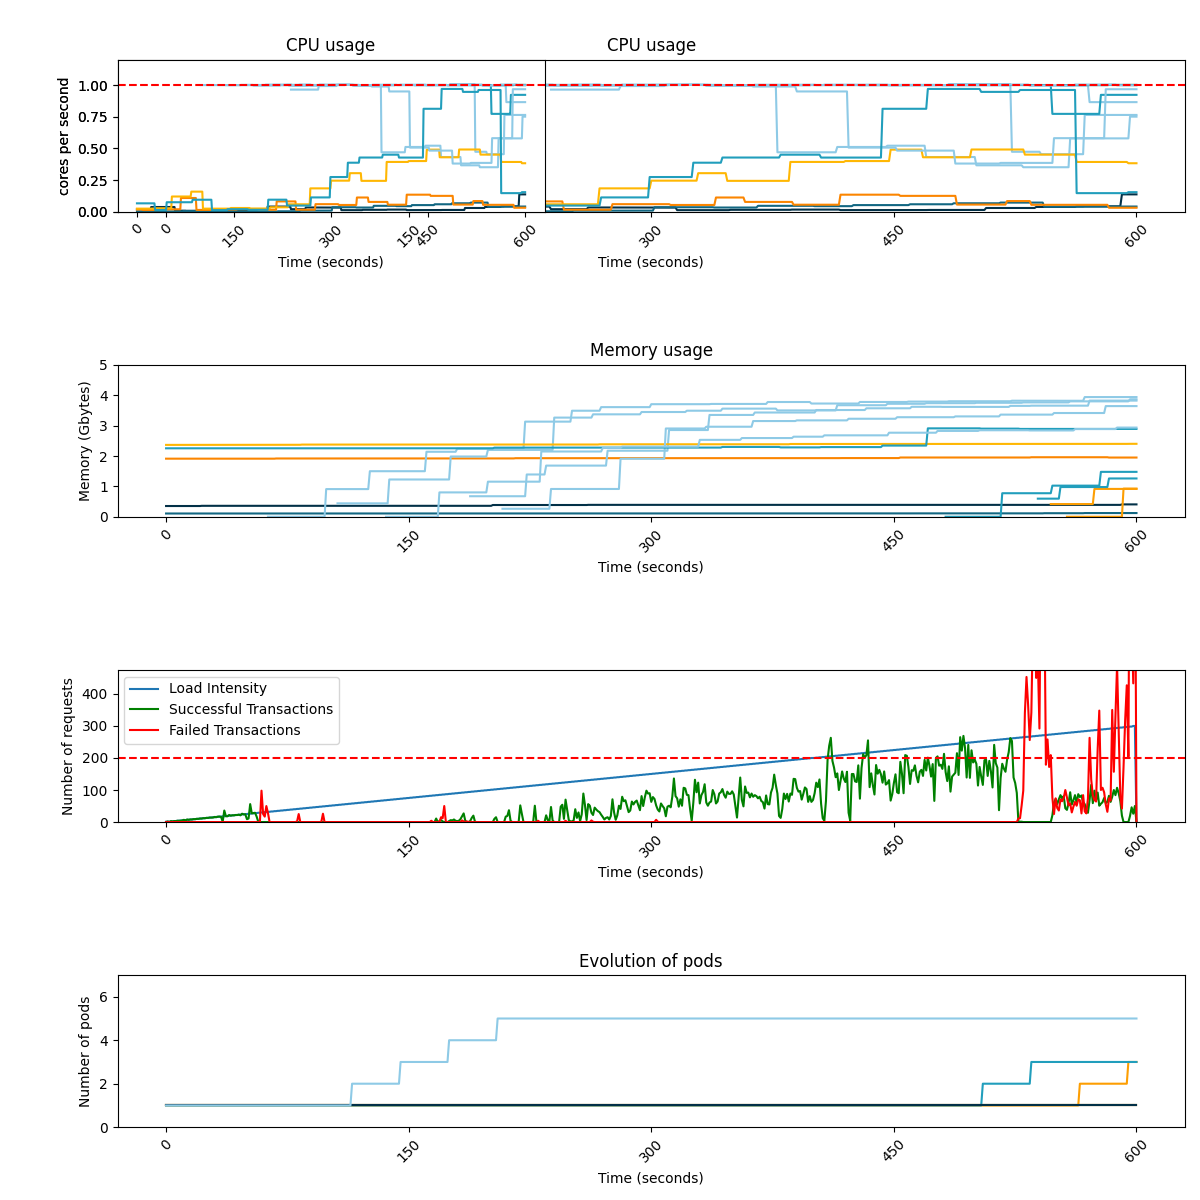 CPU usage CPU usage
cores per second
1.00
0.75
0.50
0.25
0.00
0 0 150 300 150 450 600 300 450 600
Time (seconds) Time (seconds)
Memory usage
Memory (Gbytes)
5
4
3
2
1
0
0 150 300 450 600
Time (seconds)
Number of requests
400
300
200
100
0
Load Intensity
Successful Transactions
Failed Transactions
0 150 300 450 600
Time (seconds)
Evolution of pods
Number of pods
6
4
2
0
0 150 300 450 600
Time (seconds)